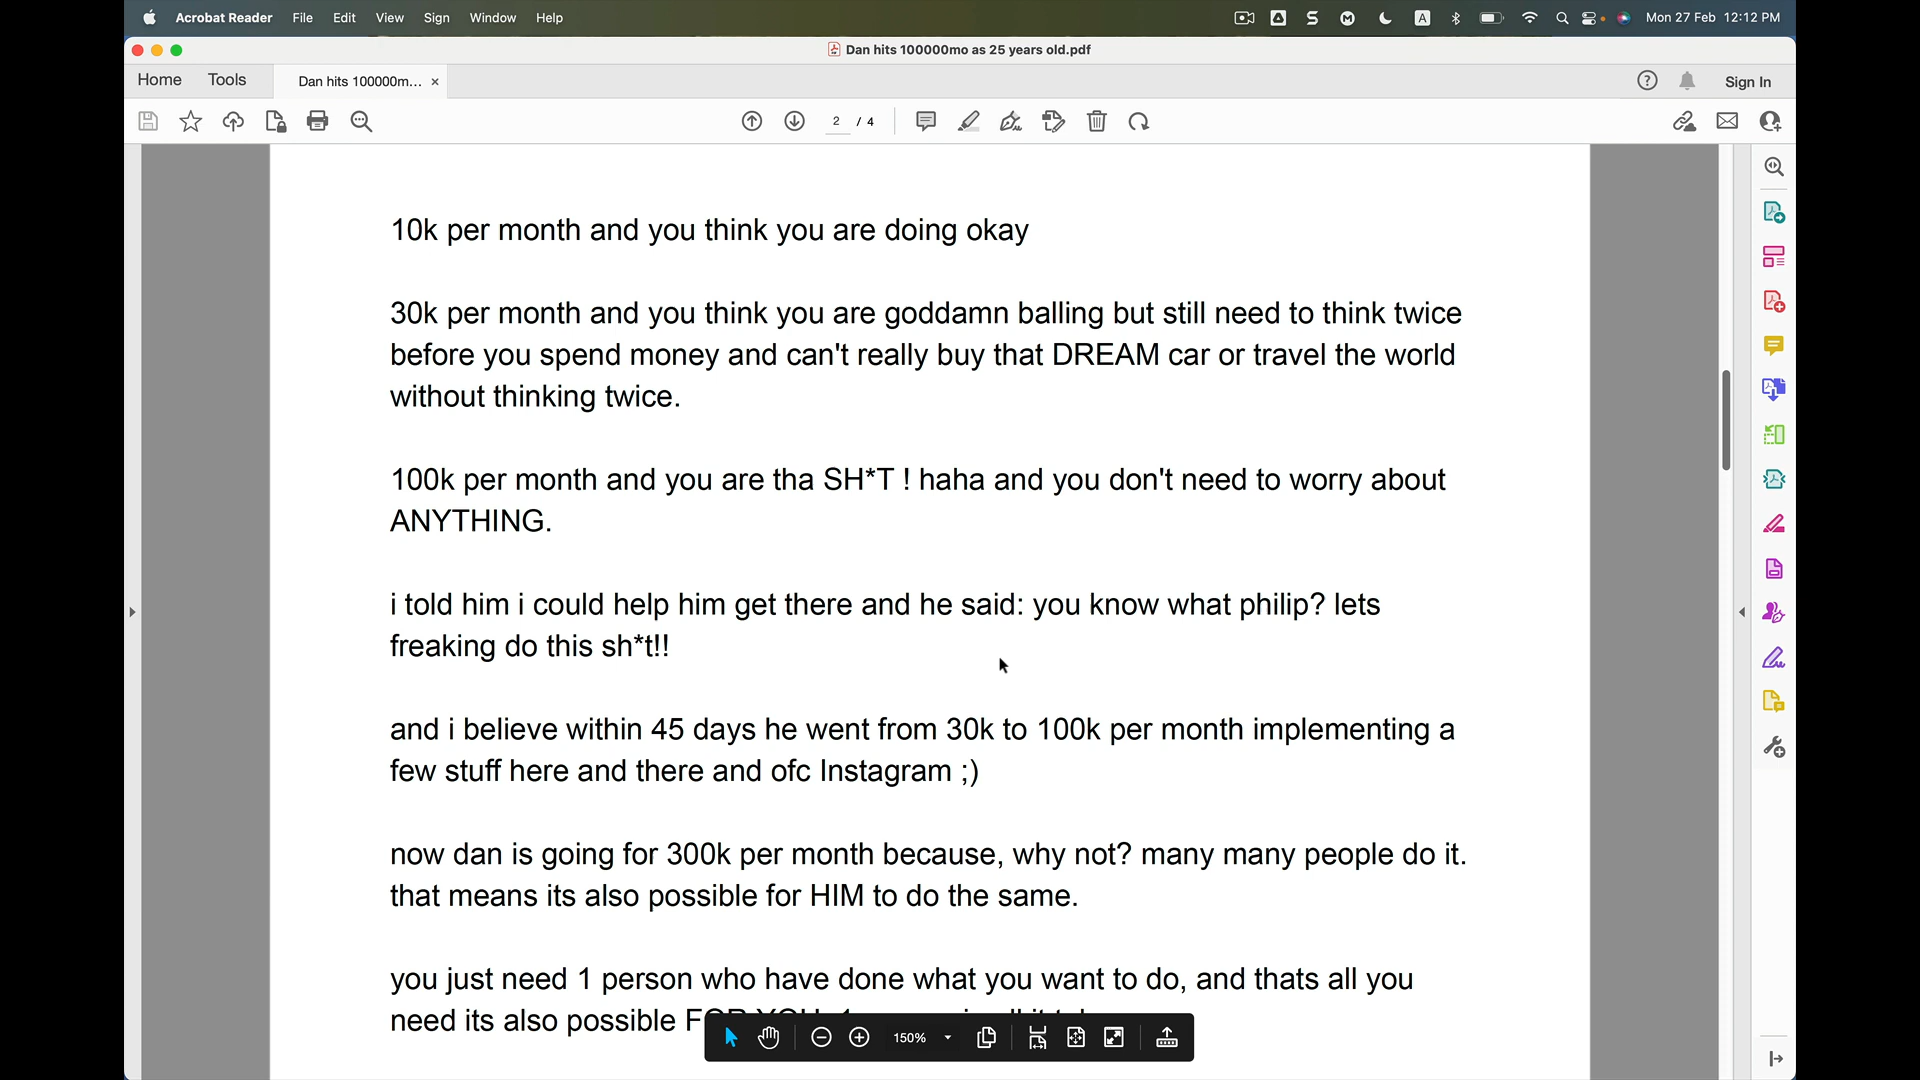 Acrobat Reader File Edit View Sign Window Help Mon 27 Feb 12:12 PM
Dan hits 100000mo as 25 years old.pdf
Home Tools Dan hits 100000m... × Sign In
2 / 4
10k per month and you think you are doing okay
30k per month and you think you are goddamn balling but still need to think twice
before you spend money and can't really buy that DREAM car or travel the world
without thinking twice.
100k per month and you are tha SH*T ! haha and you don't need to worry about
ANYTHING.
i told him i could help him get there and he said: you know what philip? lets
freaking do this sh*t!!
and i believe within 45 days he went from 30k to 100k per month implementing a
few stuff here and there and ofc Instagram ;)
now dan is going for 300k per month because, why not? many many people do it.
that means its also possible for HIM to do the same.
you just need 1 person who have done what you want to do, and thats all you
need its also possible
150%